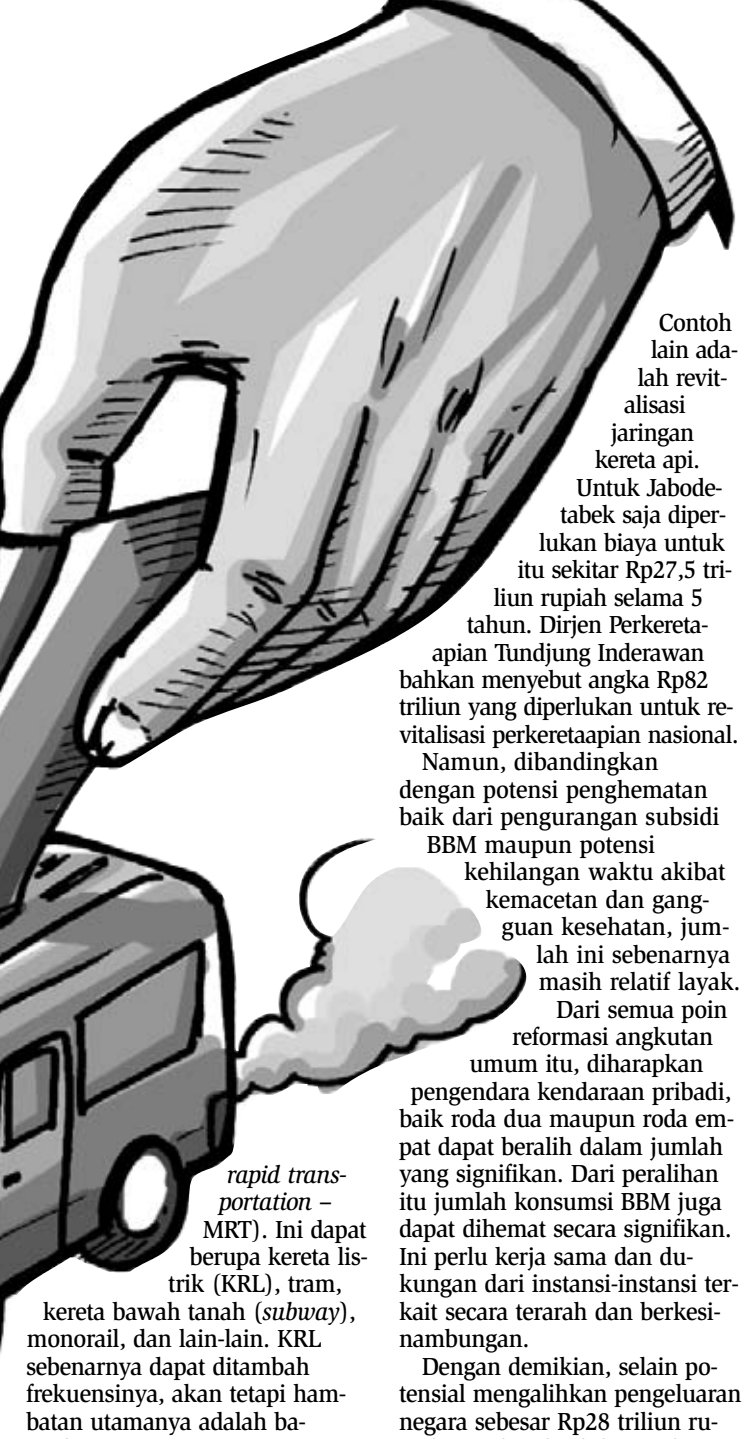 rapid trans-
portation –
MRT). Ini dapat
berupa kereta lis-
trik (KRL), tram,
kereta bawah tanah (subway),
monorail, dan lain-lain. KRL
sebenarnya dapat ditambah
frekuensinya, akan tetapi ham-
batan utamanya adalah ba-
Contoh
lain ada-
lah revit-
alisasi
jaringan
kereta api.
Untuk Jabode-
tabek saja diper-
lukan biaya untuk
itu sekitar Rp27,5 tri-
liun rupiah selama 5
tahun. Dirjen Perkereta-
apian Tundjung Inderawan
bahkan menyebut angka Rp82
triliun yang diperlukan untuk re-
vitalisasi perkeretaapian nasional.
Namun, dibandingkan
dengan potensi penghematan
baik dari pengurangan subsidi
BBM maupun potensi
kehilangan waktu akibat
kemacetan dan gang-
guan kesehatan, jum-
lah ini sebenarnya
masih relatif layak.
Dari semua poin
reformasi angkutan
umum itu, diharapkan
pengendara kendaraan pribadi,
baik roda dua maupun roda em-
pat dapat beralih dalam jumlah
yang signifikan. Dari peralihan
itu jumlah konsumsi BBM juga
dapat dihemat secara signifikan.
Ini perlu kerja sama dan du-
kungan dari instansi-instansi ter-
kait secara terarah dan berkesi-
nambungan.
Dengan demikian, selain po-
tensial mengalihkan pengeluaran
negara sebesar Rp28 triliun ru-